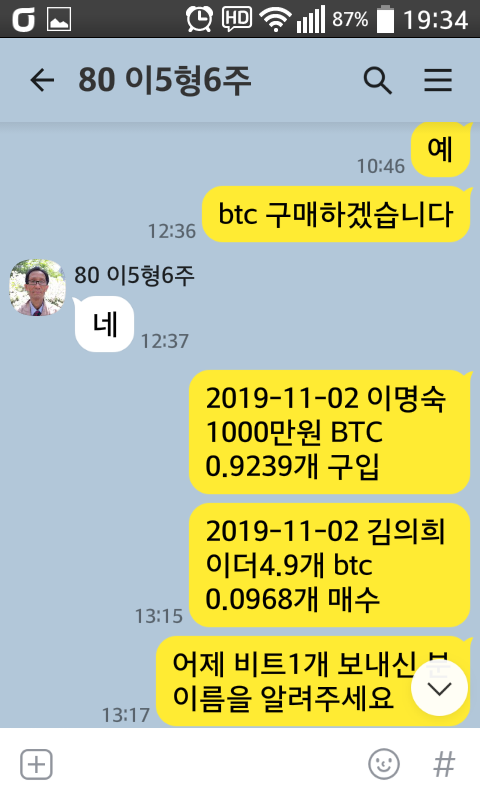 HD 87% 19:34
80 이5형6주
예
10:46
btc 구매하겠습니다
12:36
80 이5형6주
네
12:37
2019-11-02 이명숙
1000만원 BTC
0.9239개 구입
2019-11-02 김의희
이더4.9개 btc
0.0968개 매수
13:15
어제 비트1개 보내신
이름을 알려주세요
13:17
#